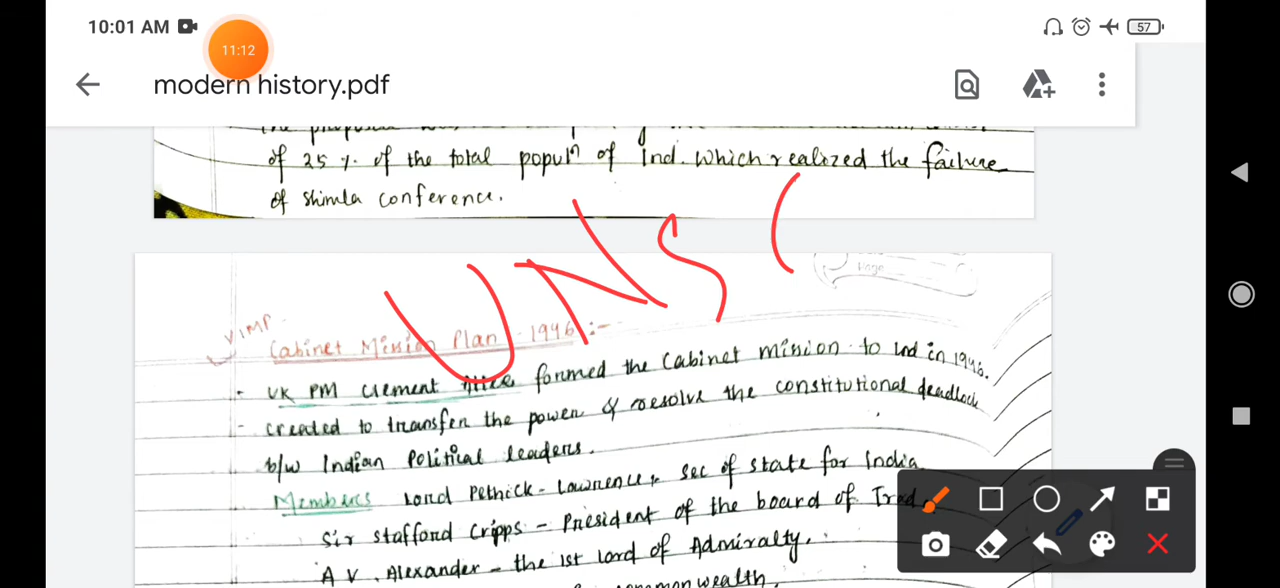 10:01 AM
57
11:12
modern history.pdf
of 25 % of the total populⁿ of Ind. Which realized the failure
of Shimla conference.
UNSC
Page
VIMP.
Cabinet Mission Plan - 1946 :-
- UK PM Clement Attlee formed the Cabinet Mission to Ind in 1946.
- created to transfer the power & resolve the constitutional deadlock
b/w Indian Political leaders.
Members Lord Pethick-Lawrence, Sec of State for India
Sir Stafford Cripps - President of the board of Trade
A V. Alexander - the 1st Lord of Admiralty.
commonwealth.